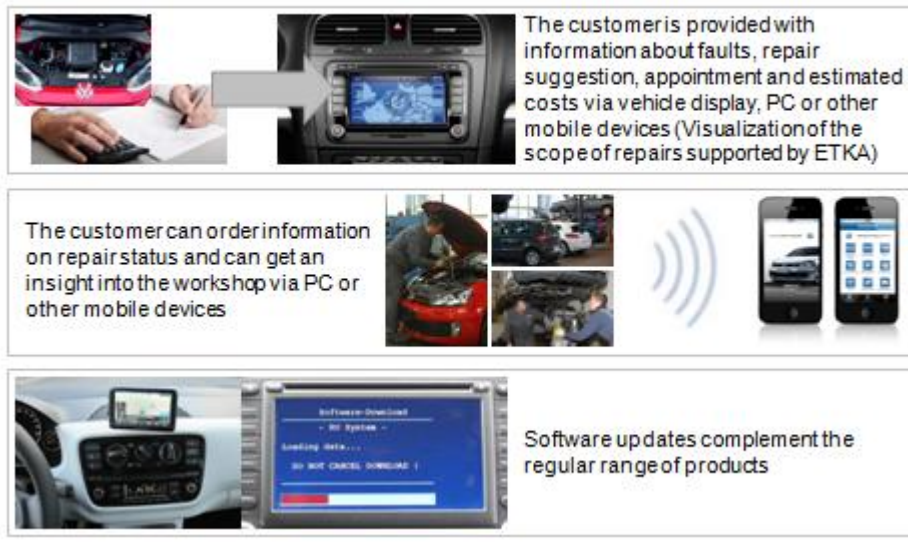 The customer is provided with
information about faults, repair
suggestion, appointment and estimated
costs via vehicle display, PC or other
mobile devices (Visualization of the
scope of repairs supported by ETKA)
The customer can order information
on repair status and can get an
insight into the workshop via PC or
other mobile devices
Software-Download
Loading data...
DO NOT CANCEL DOWNLOAD !
Software updates complement the
regular range of products